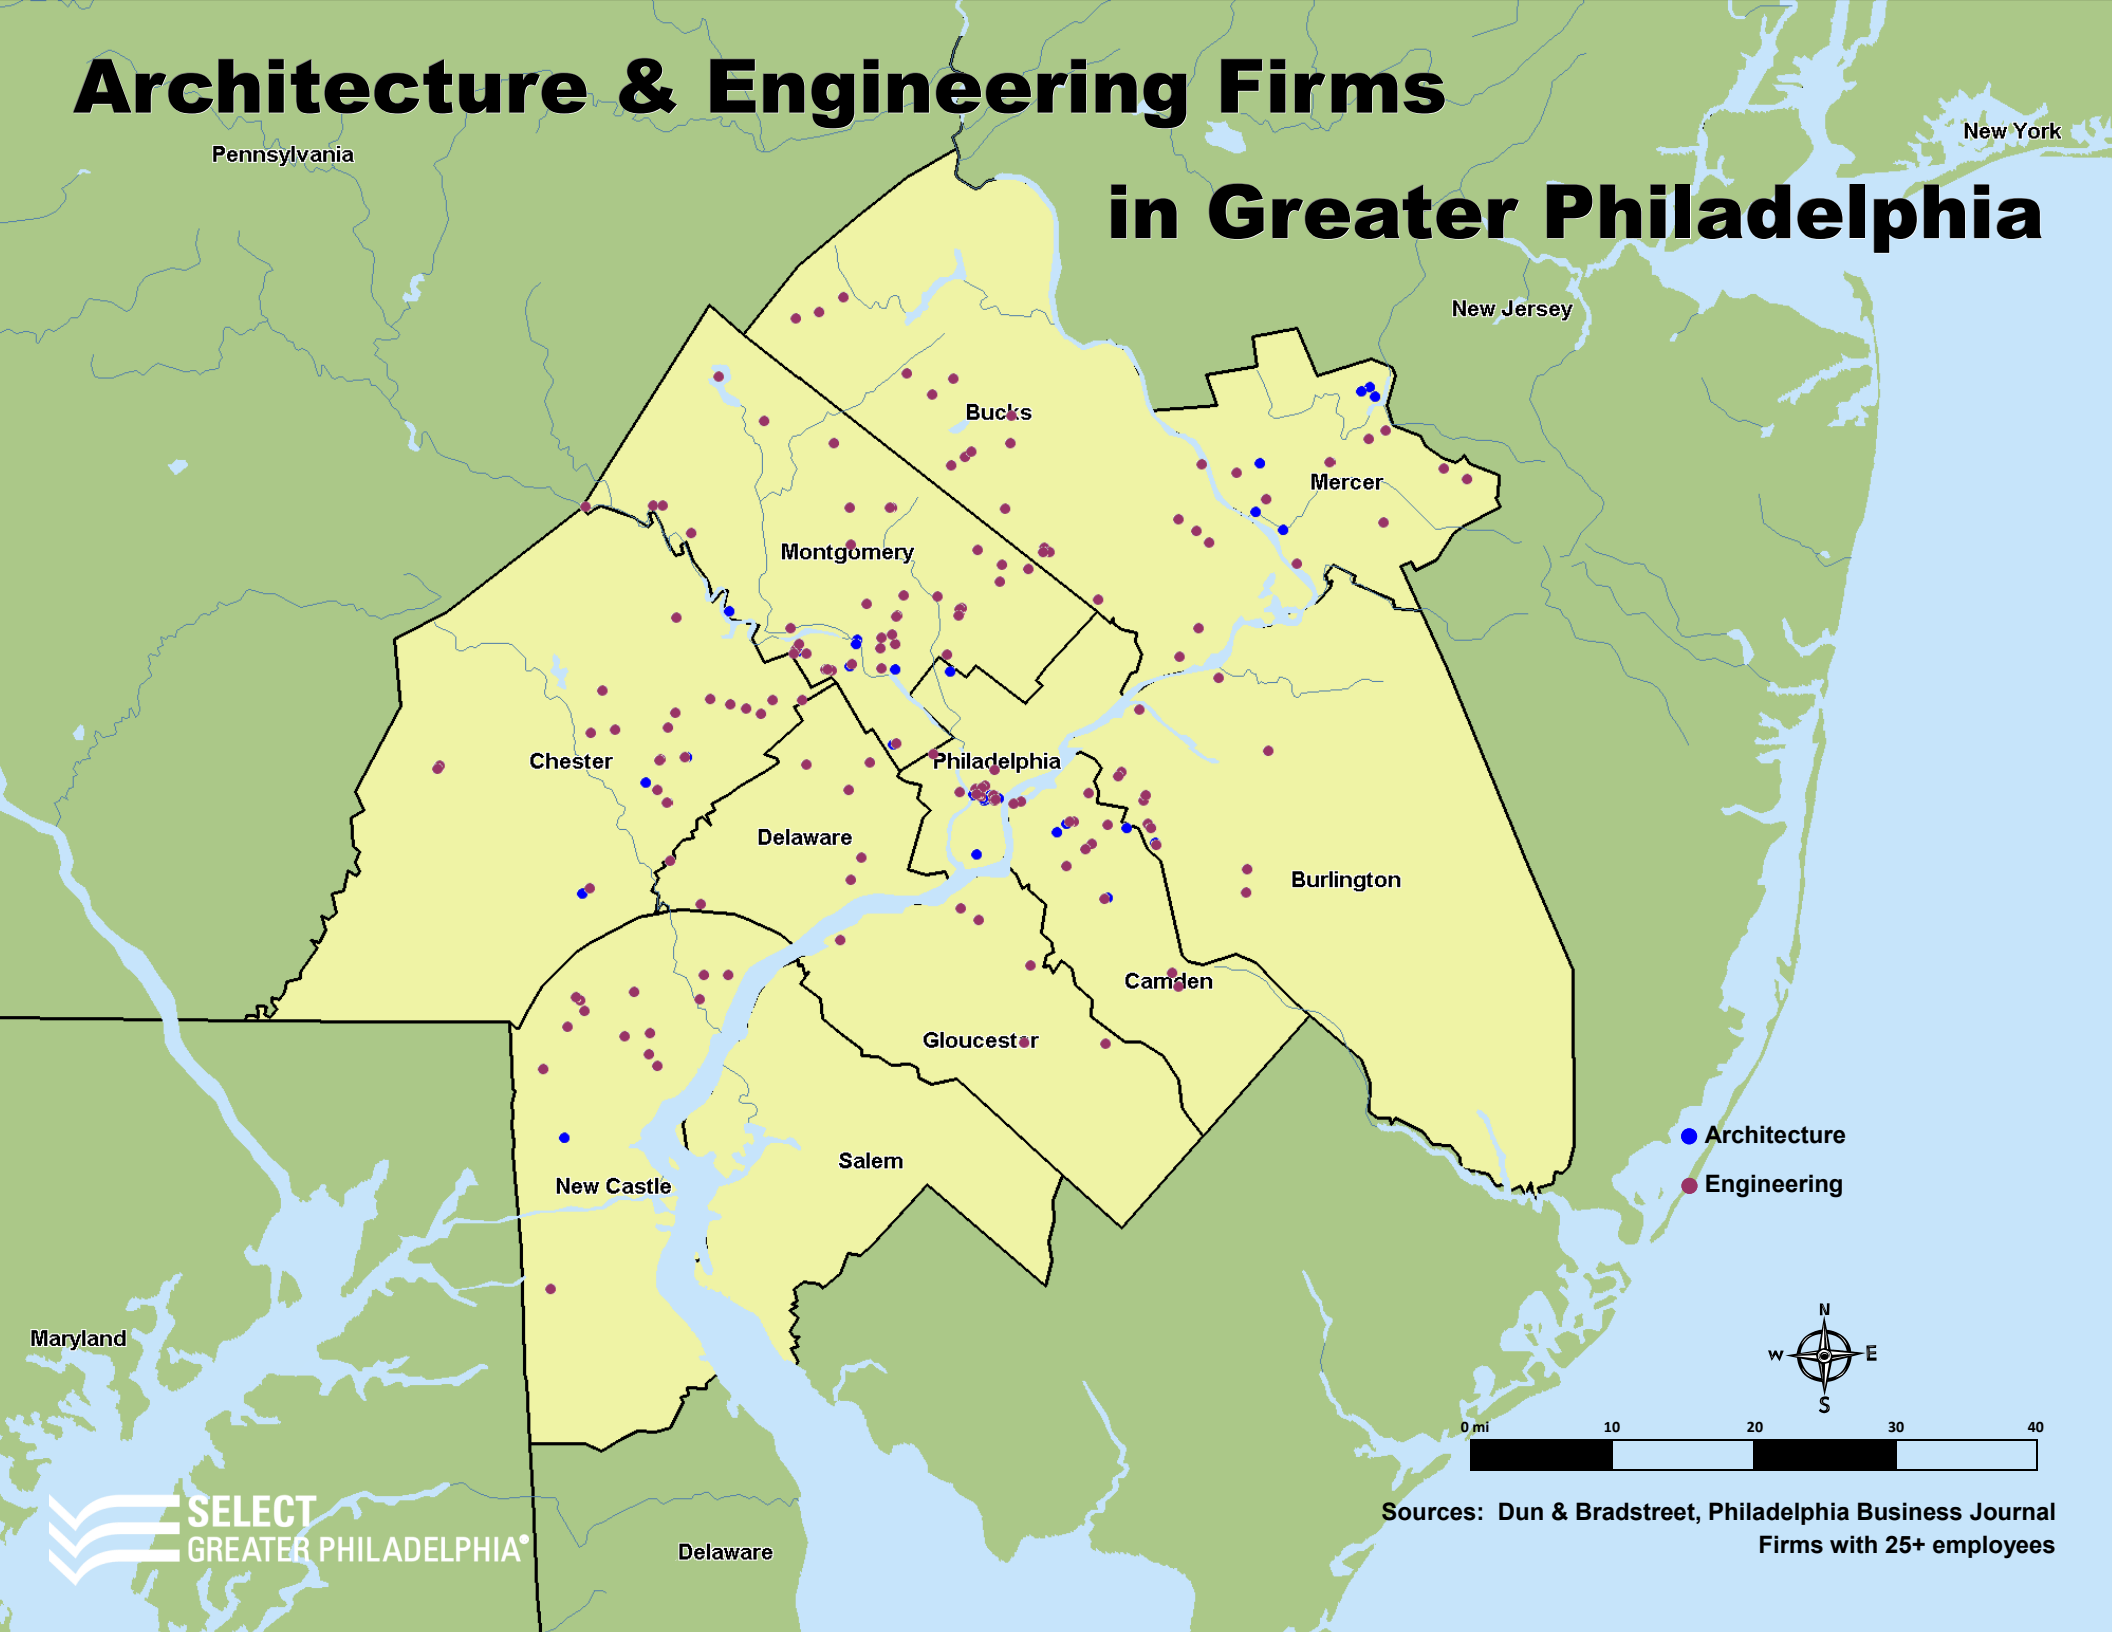 Architecture & Engineering Firms
in Greater Philadelphia
Pennsylvania
New York
New Jersey
Bucks
Mercer
Montgomery
Chester
Philadelphia
Delaware
Burlington
Camden
Gloucester
Salem
New Castle
Maryland
Delaware
Architecture
Engineering
N
W E
S
0 mi 10 20 30 40
Sources: Dun & Bradstreet, Philadelphia Business Journal
Firms with 25+ employees
SELECT
GREATER PHILADELPHIA